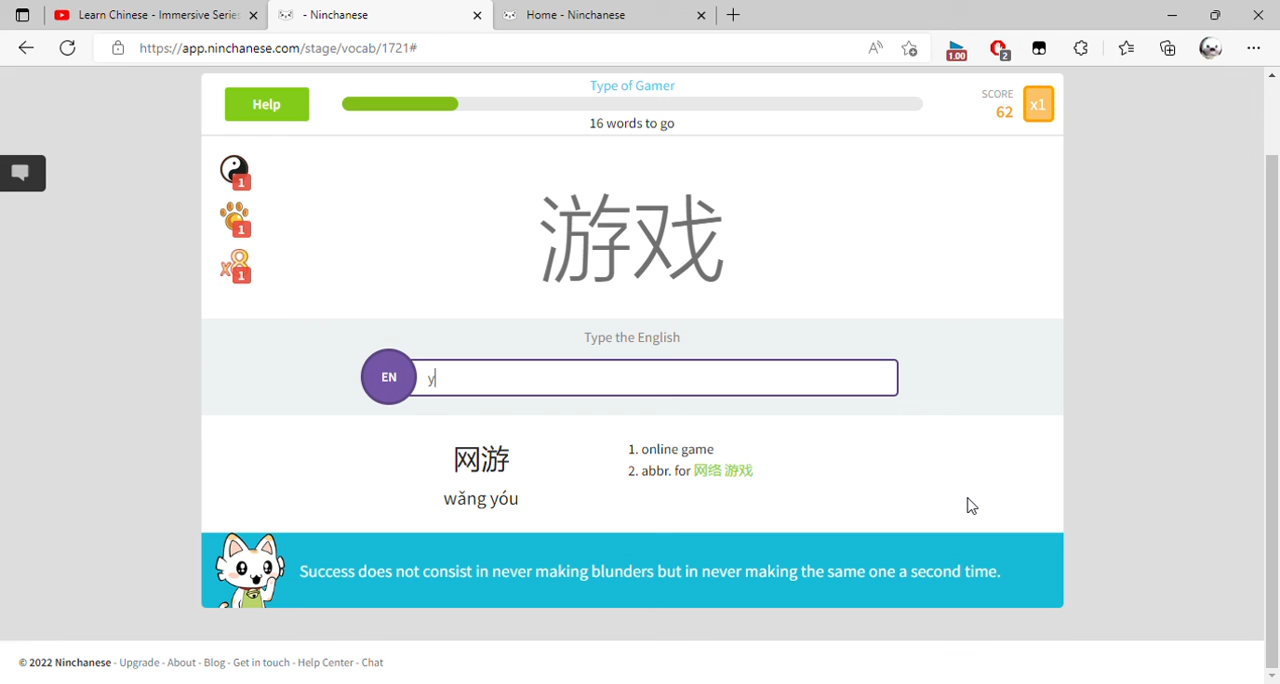 Learn Chinese - Immersive Series
- Ninchanese
Home - Ninchanese
https://app.ninchanese.com/stage/vocab/1721#
1.00
2
Help
Type of Gamer
16 words to go
SCORE
62
x1
1
1
x8
1
游戏
Type the English
EN
y
网游
wǎng yóu
1. online game
2. abbr. for 网络 游戏
Success does not consist in never making blunders but in never making the same one a second time.
© 2022 Ninchanese - Upgrade - About - Blog - Get in touch - Help Center - Chat